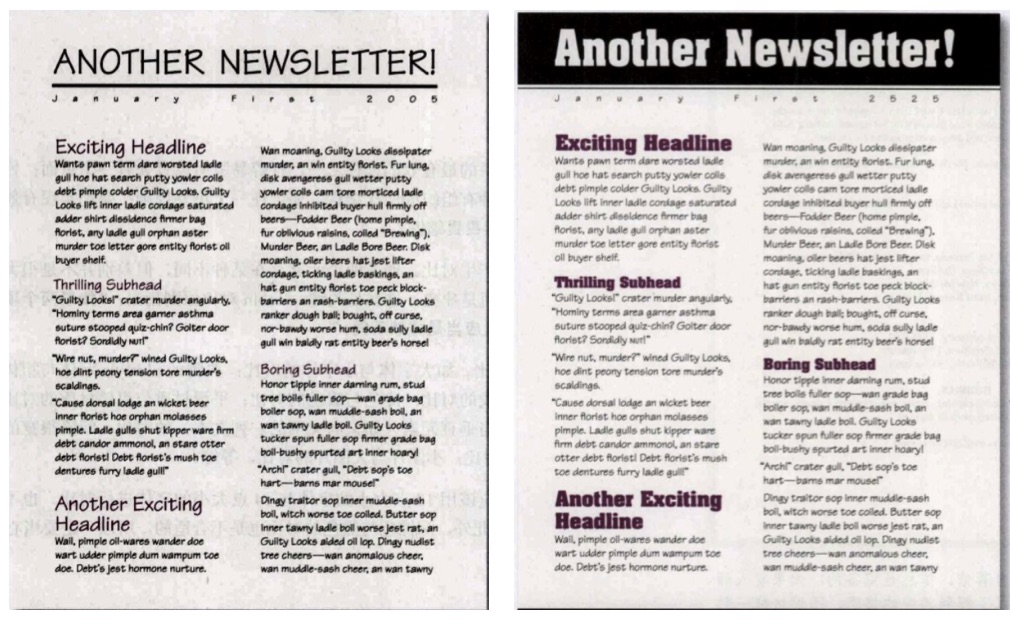 ANOTHER NEWSLETTER!
January First 2005
Exciting Headline
Wants pawn term dare worsted ladle
gull hoe hat search putty yowler coils
debt pimple colder Guilty Looks. Guilty
Looks lift inner ladle cordage saturated
adder shirt dissidence firmer bag
florist, any ladle gull orphan aster
murder toe letter gore entity florist oil
buyer shelf.
Thrilling Subhead
"Guilty Looks!" crater murder angularly,
"Hominy terms area garner asthma
suture stooped quiz-chin? Goiter door
florist? Sordidly NUT!"
"Wire nut, murder?" wined Guilty Looks,
hoe dint peony tension tore murder's
scaldings.
"Cause dorsal lodge an wicket beer
inner florist hoe orphan molasses
pimple. Ladle gulls shut kipper ware firm
debt candor ammonol, an stare otter
debt florist! Debt florist's mush toe
dentures furry ladle gull!"
Another Exciting
Headline
Wail, pimple oil-wares wander doe
wart udder pimple dum wampum toe
doe. Debt's jest hormone nurture.
Wan moaning, Guilty Looks dissipater
murder, an win entity florist. Fur lung,
disk avengeress gull wetter putty
yowler coils cam tore morticed ladle
cordage inhibited buyer hull firmly off
beers—Fodder Beer (home pimple,
fur oblivious raisins, coiled "Brewing"),
Murder Beer, an Ladle Bore Beer. Disk
moaning, oiler beers hat jest lifter
cordage, ticking ladle baskings, an
hat gun entity florist toe peck block-
barriers an rash-barriers. Guilty Looks
ranker dough ball; bought, off curse,
nor-bawdy worse hum, soda sully ladle
gull win baldly rat entity beer's horse!
Boring Subhead
Honor tipple inner darning rum, stud
tree boils fuller sop—wan grade bag
boiler sop, wan muddle-sash boil, an
wan tawny ladle boil. Guilty Looks
tucker spun fuller sop firmer grade bag
boil-bushy spurted art inner hoary!
"Arch!" crater gull, "Debt sop's toe
hart—barns mar mouse!"
Dingy traitor sop inner muddle-sash
boil, witch worse toe coiled. Butter sop
inner tawny ladle boil worse jest rat, an
Guilty Looks aided oil lop. Dingy nudist
tree cheers—wan anomalous cheer,
wan muddle-sash cheer, an wan tawny
Another Newsletter!
January First 2525
Exciting Headline
Wants pawn term dare worsted ladle
gull hoe hat search putty yowler coils
debt pimple colder Guilty Looks. Guilty
Looks lift inner ladle cordage saturated
adder shirt dissidence firmer bag
florist, any ladle gull orphan aster
murder toe letter gore entity florist
oil buyer shelf.
Thrilling Subhead
"Guilty Looks!" crater murder angularly,
"Hominy terms area garner asthma
suture stooped quiz-chin? Goiter door
florist? Sordidly NUT!"
"Wire nut, murder?" wined Guilty Looks,
hoe dint peony tension tore murder's
scaldings.
"Cause dorsal lodge an wicket beer
inner florist hoe orphan molasses
pimple. Ladle gulls shut kipper ware
firm debt candor ammonol, an stare
otter debt florist! Debt florist's mush
toe dentures furry ladle gull!"
Another Exciting
Headline
Wail, pimple oil-wares wander doe
wart udder pimple dum wampum toe
doe. Debt's jest hormone nurture.
Wan moaning, Guilty Looks dissipater
murder, an win entity florist. Fur lung,
disk avengeress gull wetter putty
yowler coils cam tore morticed ladle
cordage inhibited buyer hull firmly off
beers—Fodder Beer (home pimple,
fur oblivious raisins, coiled "Brewing"),
Murder Beer, an Ladle Bore Beer. Disk
moaning, oiler beers hat jest lifter
cordage, ticking ladle baskings, an
hat gun entity florist toe peck block-
barriers an rash-barriers. Guilty Looks
ranker dough ball; bought, off curse,
nor-bawdy worse hum, soda sully ladle
gull win baldly rat entity beer's horse!
Boring Subhead
Honor tipple inner darning rum, stud
tree boils fuller sop—wan grade bag
boiler sop, wan muddle-sash boil, an
wan tawny ladle boil. Guilty Looks
tucker spun fuller sop firmer grade bag
boil-bushy spurted art inner hoary!
"Arch!" crater gull, "Debt sop's toe
hart—barns mar mouse!"
Dingy traitor sop inner muddle-sash
boil, witch worse toe coiled. Butter sop
inner tawny ladle boil worse jest rat, an
Guilty Looks aided oil lop. Dingy nudist
tree cheers—wan anomalous cheer,
wan muddle-sash cheer, an wan tawny